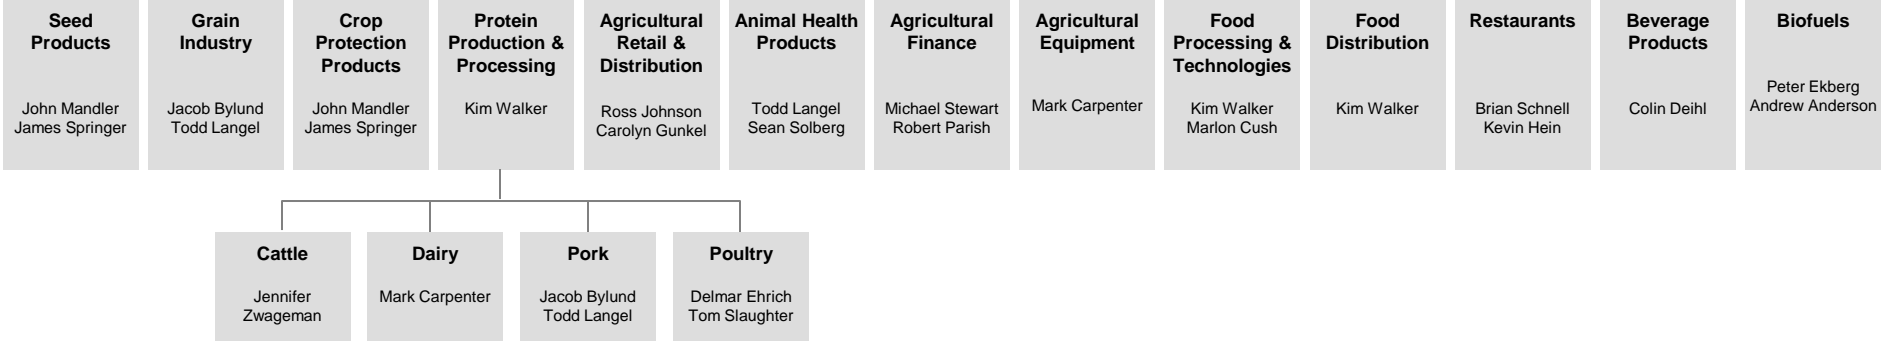 Seed
Products
John Mandler
James Springer
Grain
Industry
Jacob Bylund
Todd Langel
Crop
Protection
Products
John Mandler
James Springer
Protein
Production &
Processing
Kim Walker
Agricultural
Retail &
Distribution
Ross Johnson
Carolyn Gunkel
Animal Health
Products
Todd Langel
Sean Solberg
Agricultural
Finance
Michael Stewart
Robert Parish
Agricultural
Equipment
Mark Carpenter
Food
Processing &
Technologies
Kim Walker
Marlon Cush
Food
Distribution
Kim Walker
Restaurants
Brian Schnell
Kevin Hein
Beverage
Products
Colin Deihl
Biofuels
Peter Ekberg
Andrew Anderson
Cattle
Jennifer
Zwageman
Dairy
Mark Carpenter
Pork
Jacob Bylund
Todd Langel
Poultry
Delmar Ehrich
Tom Slaughter